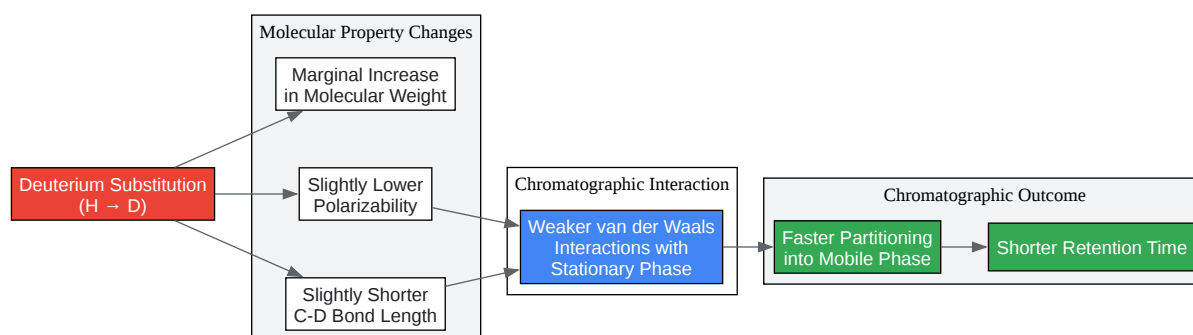 Molecular Property Changes
Marginal Increase
in Molecular Weight
Deuterium Substitution
(H → D)
Slightly Lower
Polarizability
Slightly Shorter
C-D Bond Length
Chromatographic Interaction
Weaker van der Waals
Interactions with
Stationary Phase
Chromatographic Outcome
Faster Partitioning
into Mobile Phase
Shorter Retention Time